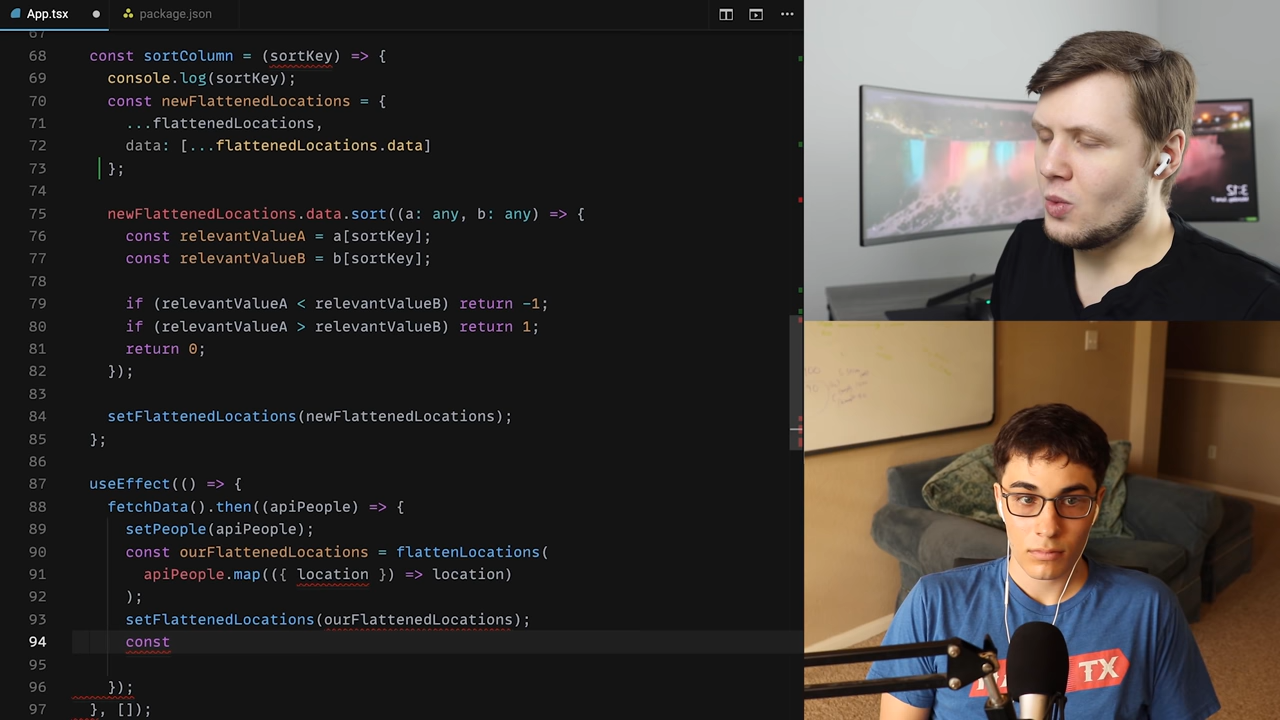 App.tsx
package.json
67
68 const sortColumn = (sortKey) => {
69 console.log(sortKey);
70 const newFlattenedLocations = {
71 ...flattenedLocations,
72 data: [...flattenedLocations.data]
73 };
74
75 newFlattenedLocations.data.sort((a: any, b: any) => {
76 const relevantValueA = a[sortKey];
77 const relevantValueB = b[sortKey];
78
79 if (relevantValueA < relevantValueB) return -1;
80 if (relevantValueA > relevantValueB) return 1;
81 return 0;
82 });
83
84 setFlattenedLocations(newFlattenedLocations);
85 };
86
87 useEffect(() => {
88 fetchData().then((apiPeople) => {
89 setPeople(apiPeople);
90 const ourFlattenedLocations = flattenLocations(
91 apiPeople.map(({ location }) => location)
92 );
93 setFlattenedLocations(ourFlattenedLocations);
94 const
95
96 });
97 }, []);
3:12
TX